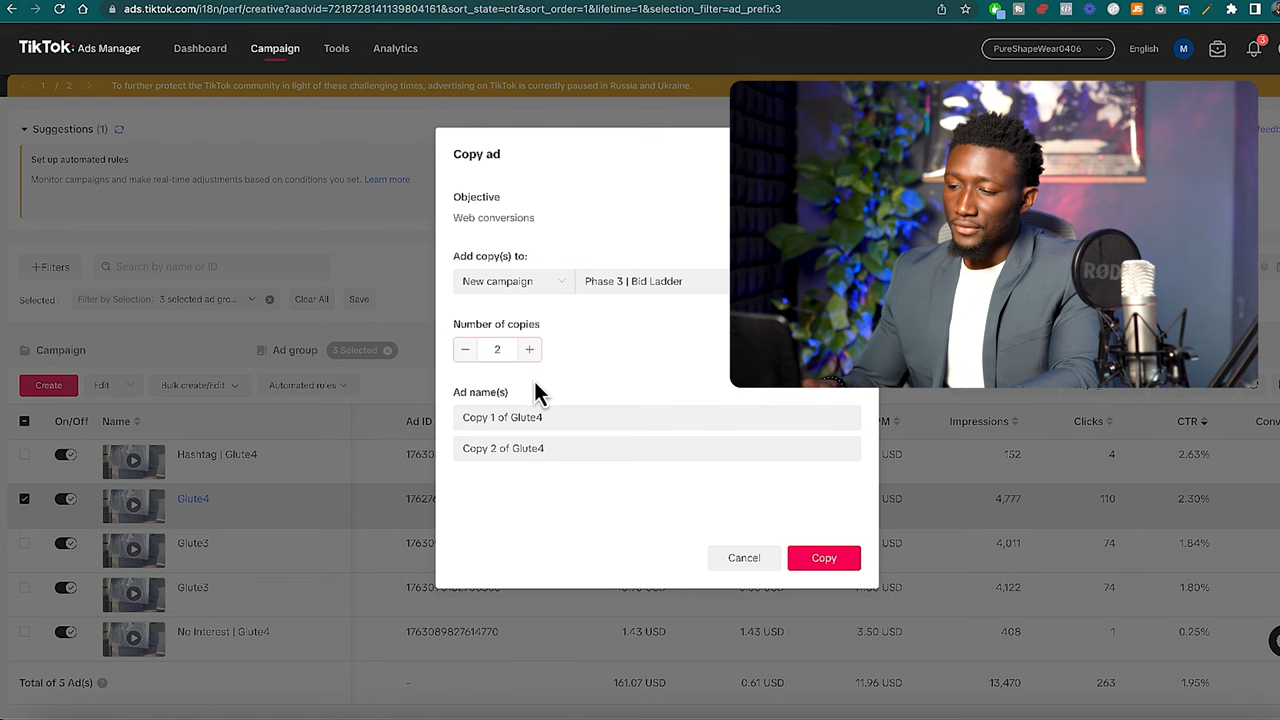 ads.tiktok.com/i18n/perf/creative?aadvid=7218728141139804161&sort_state=ctr&sort_order=1&lifetime=1&selection_filter=ad_prefix3
TikTok: Ads Manager
Dashboard
Campaign
Tools
Analytics
PureShapeWear0406
English
M
3
1 / 2
To further protect the TikTok community in light of these challenging times, advertising on TikTok is currently paused in Russia and Ukraine.
Suggestions (1)
Set up automated rules
Monitor campaigns and make real-time adjustments based on conditions you set. Learn more
+Filters
Search by name or ID
Selected :
Filter by Selection: 3 selected ad gro...
Clear All
Save
Campaign
Ad group
3 Selected
Create
Edit
Bulk create/Edit
Automated rules
Copy ad
Objective
Web conversions
Add copy(s) to:
New campaign
Phase 3 | Bid Ladder
Number of copies
2
Ad name(s)
Copy 1 of Glute4
Copy 2 of Glute4
Cancel
Copy
RØDE
On/Off
Name
Ad ID
Impressions
Clicks
CTR
Hashtag | Glute4
USD
152
4
2.63%
Glute4
USD
4,777
110
2.30%
Glute3
USD
4,011
74
1.84%
Glute3
USD
4,122
74
1.80%
No Interest | Glute4
1763089827614770
1.43 USD
1.43 USD
3.50 USD
408
1
0.25%
Total of 5 Ad(s)
-
161.07 USD
0.61 USD
11.96 USD
13,470
263
1.95%